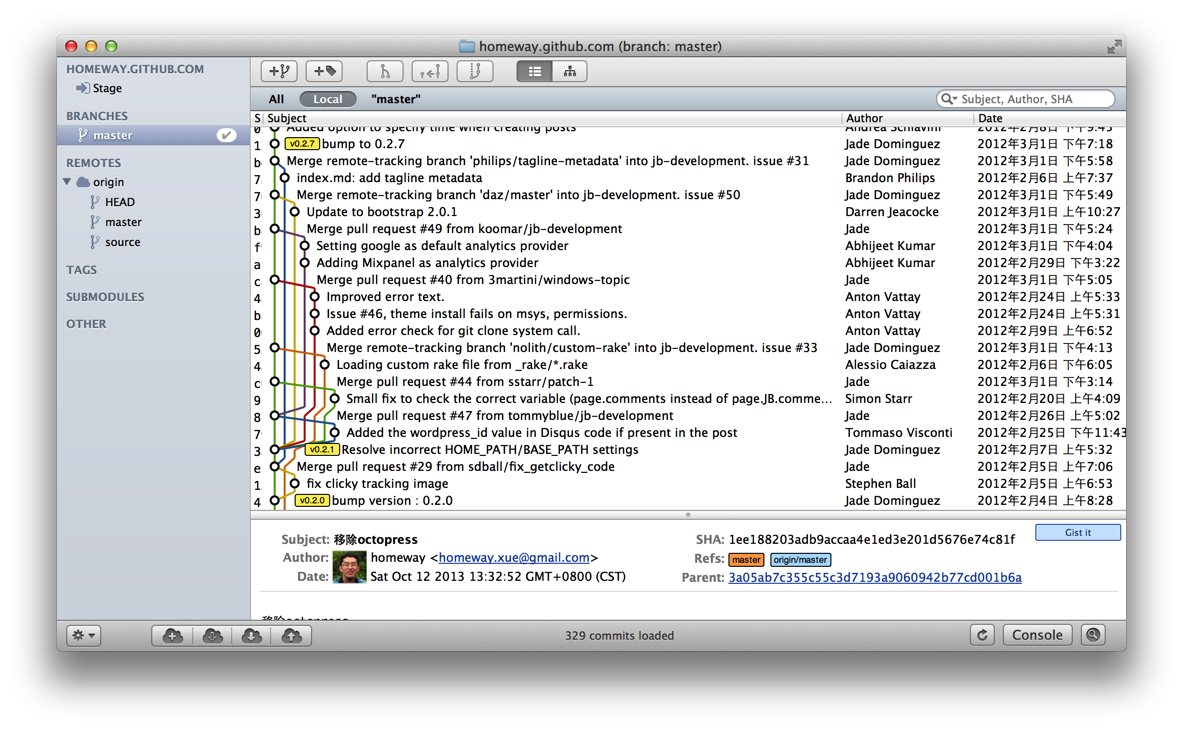 homeway.github.com (branch: master)
HOMEWAY.GITHUB.COM
Stage
BRANCHES
master
REMOTES
origin
HEAD
master
source
TAGS
SUBMODULES
OTHER
All Local "master"
Subject, Author, SHA
S Subject Author Date
0 Added option to specify time when creating posts Andrea Schiavini 2012年2月8日 下午9:45
1 v0.2.7 bump to 0.2.7 Jade Dominguez 2012年3月1日 下午7:18
b Merge remote-tracking branch 'philips/tagline-metadata' into jb-development. issue #31 Jade Dominguez 2012年3月1日 下午5:58
7 index.md: add tagline metadata Brandon Philips 2012年2月6日 上午7:37
7 Merge remote-tracking branch 'daz/master' into jb-development. issue #50 Jade Dominguez 2012年3月1日 下午5:49
3 Update to bootstrap 2.0.1 Darren Jeacocke 2012年3月1日 上午10:27
b Merge pull request #49 from koomar/jb-development Jade 2012年3月1日 下午5:24
f Setting google as default analytics provider Abhijeet Kumar 2012年3月1日 下午4:04
a Adding Mixpanel as analytics provider Abhijeet Kumar 2012年2月29日 下午3:22
c Merge pull request #40 from 3martini/windows-topic Jade 2012年3月1日 下午5:05
4 Improved error text. Anton Vattay 2012年2月24日 上午5:33
b Issue #46, theme install fails on msys, permissions. Anton Vattay 2012年2月24日 上午5:31
0 Added error check for git clone system call. Anton Vattay 2012年2月9日 上午6:52
5 Merge remote-tracking branch 'nolith/custom-rake' into jb-development. issue #33 Jade Dominguez 2012年3月1日 下午4:13
4 Loading custom rake file from _rake/*.rake Alessio Caiazza 2012年2月6日 下午6:05
c Merge pull request #44 from sstarr/patch-1 Jade 2012年3月1日 下午3:14
9 Small fix to check the correct variable (page.comments instead of page.JB.comme... Simon Starr 2012年2月20日 上午4:09
8 Merge pull request #47 from tommyblue/jb-development Jade 2012年2月26日 上午5:02
7 Added the wordpress_id value in Disqus code if present in the post Tommaso Visconti 2012年2月25日 下午11:43
3 v0.2.1 Resolve incorrect HOME_PATH/BASE_PATH settings Jade Dominguez 2012年2月7日 上午5:32
e Merge pull request #29 from sdball/fix_getclicky_code Jade 2012年2月5日 上午7:06
1 fix clicky tracking image Stephen Ball 2012年2月5日 上午6:53
4 v0.2.0 bump version : 0.2.0 Jade Dominguez 2012年2月4日 上午8:28
Subject: 移除octopress SHA: 1ee188203adb9accaa4e1ed3e201d5676e74c81f Gist it
Author: homeway <homeway.xue@gmail.com> Refs: master origin/master
Date: Sat Oct 12 2013 13:32:52 GMT+0800 (CST) Parent: 3a05ab7c355c55c3d7193a9060942b77cd001b6a
移除octopress
329 commits loaded Console